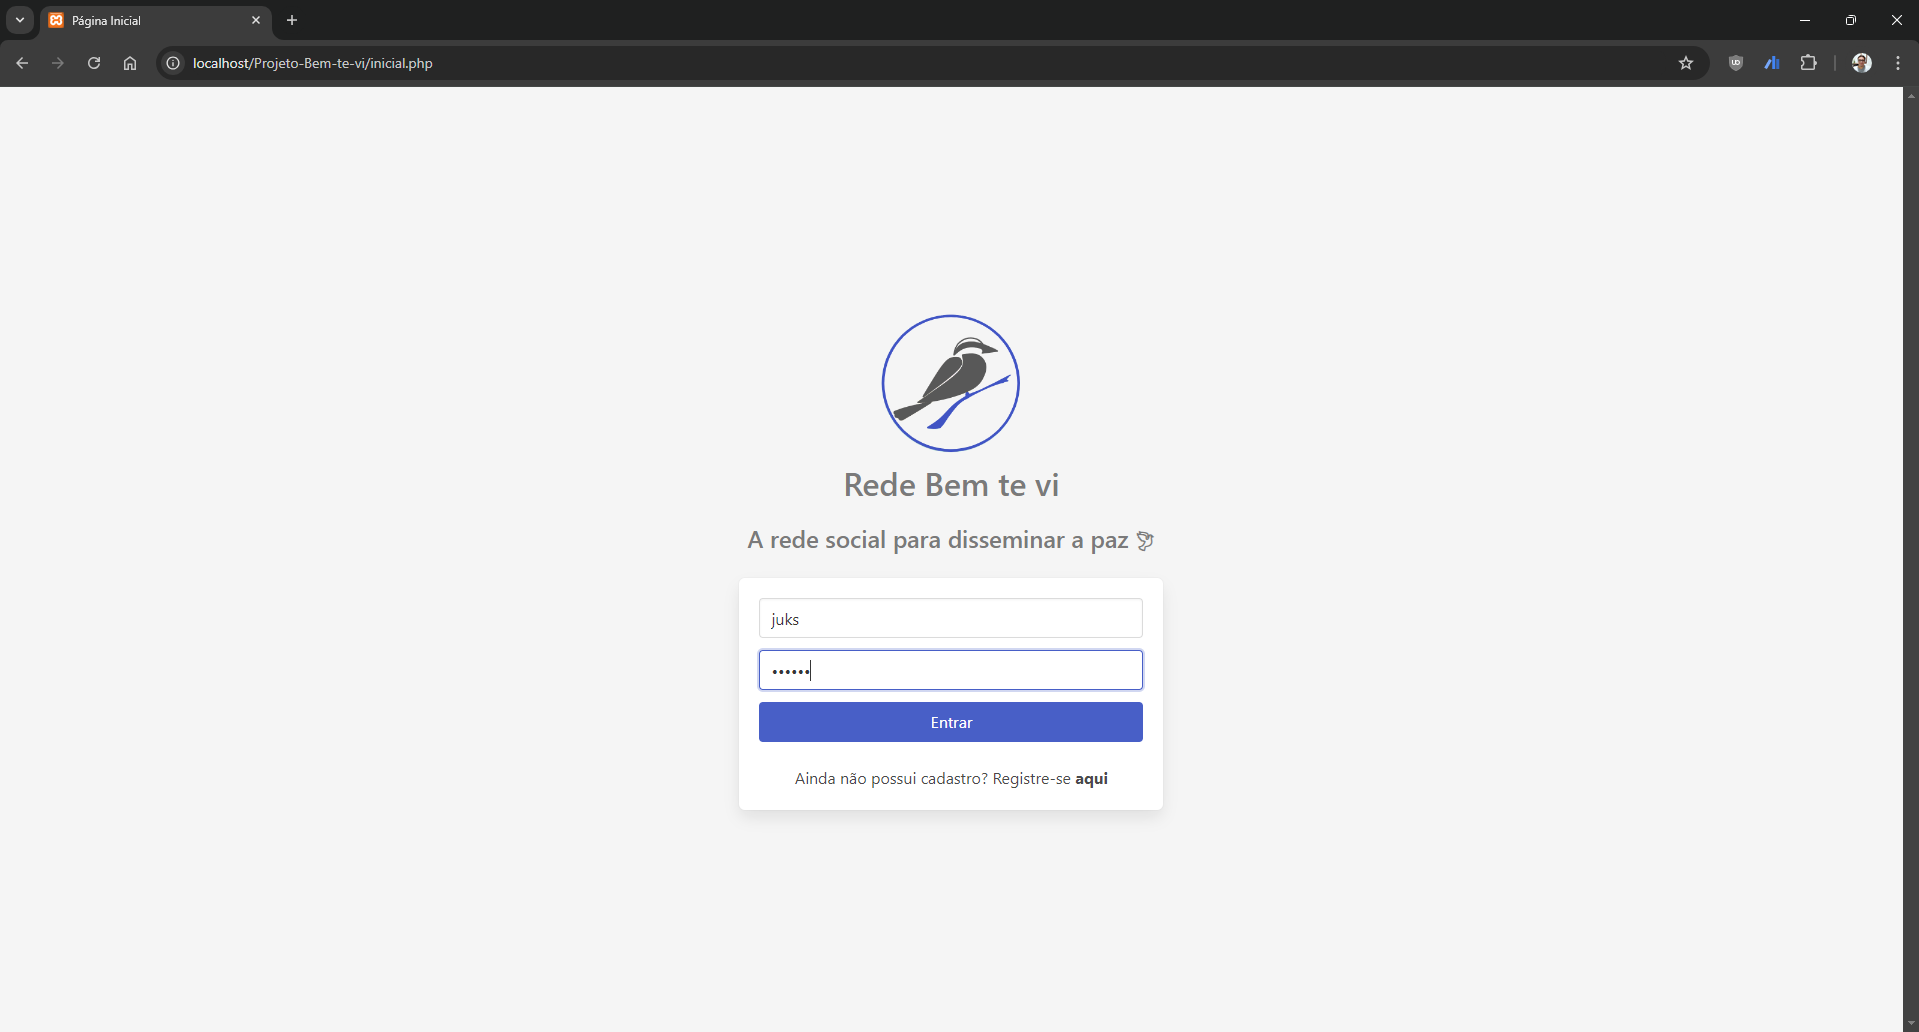 Página Inicial
localhost/Projeto-Bem-te-vi/inicial.php
Rede Bem te vi
A rede social para disseminar a paz 🕊
juks
••••••
Entrar
Ainda não possui cadastro? Registre-se aqui